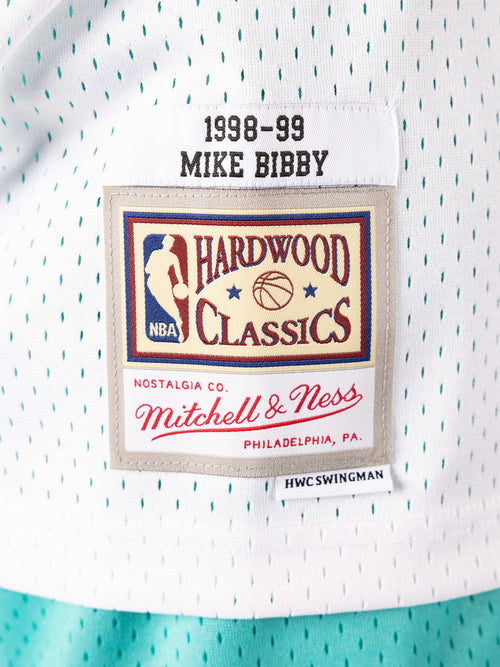 1998-99
MIKE BIBBY
HARDWOOD
NBA
CLASSICS
NOSTALGIA CO.
Mitchell & Ness
PHILADELPHIA, PA.
HWC SWINGMAN